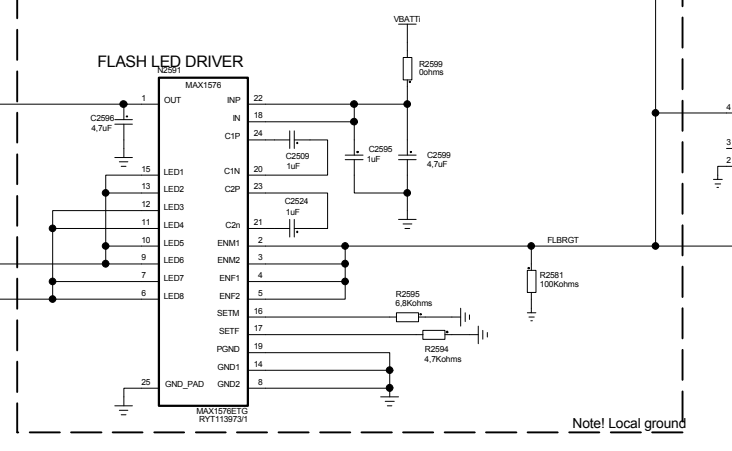 VBATTi
FLASH LED DRIVER
N2591
R2599
0ohms
MAX1576
1 OUT INP 22
IN 18
C2596
4,7uF
C1P 24
C2509
1uF
C2595
1uF
C2599
4,7uF
15 LED1 C1N 20
13 LED2 C2P 23
12 LED3
C2524
1uF
11 LED4 C2n 21
10 LED5 ENM1 2
FLBRGT
9 LED6 ENM2 3
7 LED7 ENF1 4
R2581
100Kohms
6 LED8 ENF2 5
R2595
6,8Kohms
SETM 16
SETF 17
R2594
4,7Kohms
PGND 19
GND1 14
25 GND_PAD GND2 8
MAX1576ETG
RYT113973/1
Note! Local ground
4
3
2